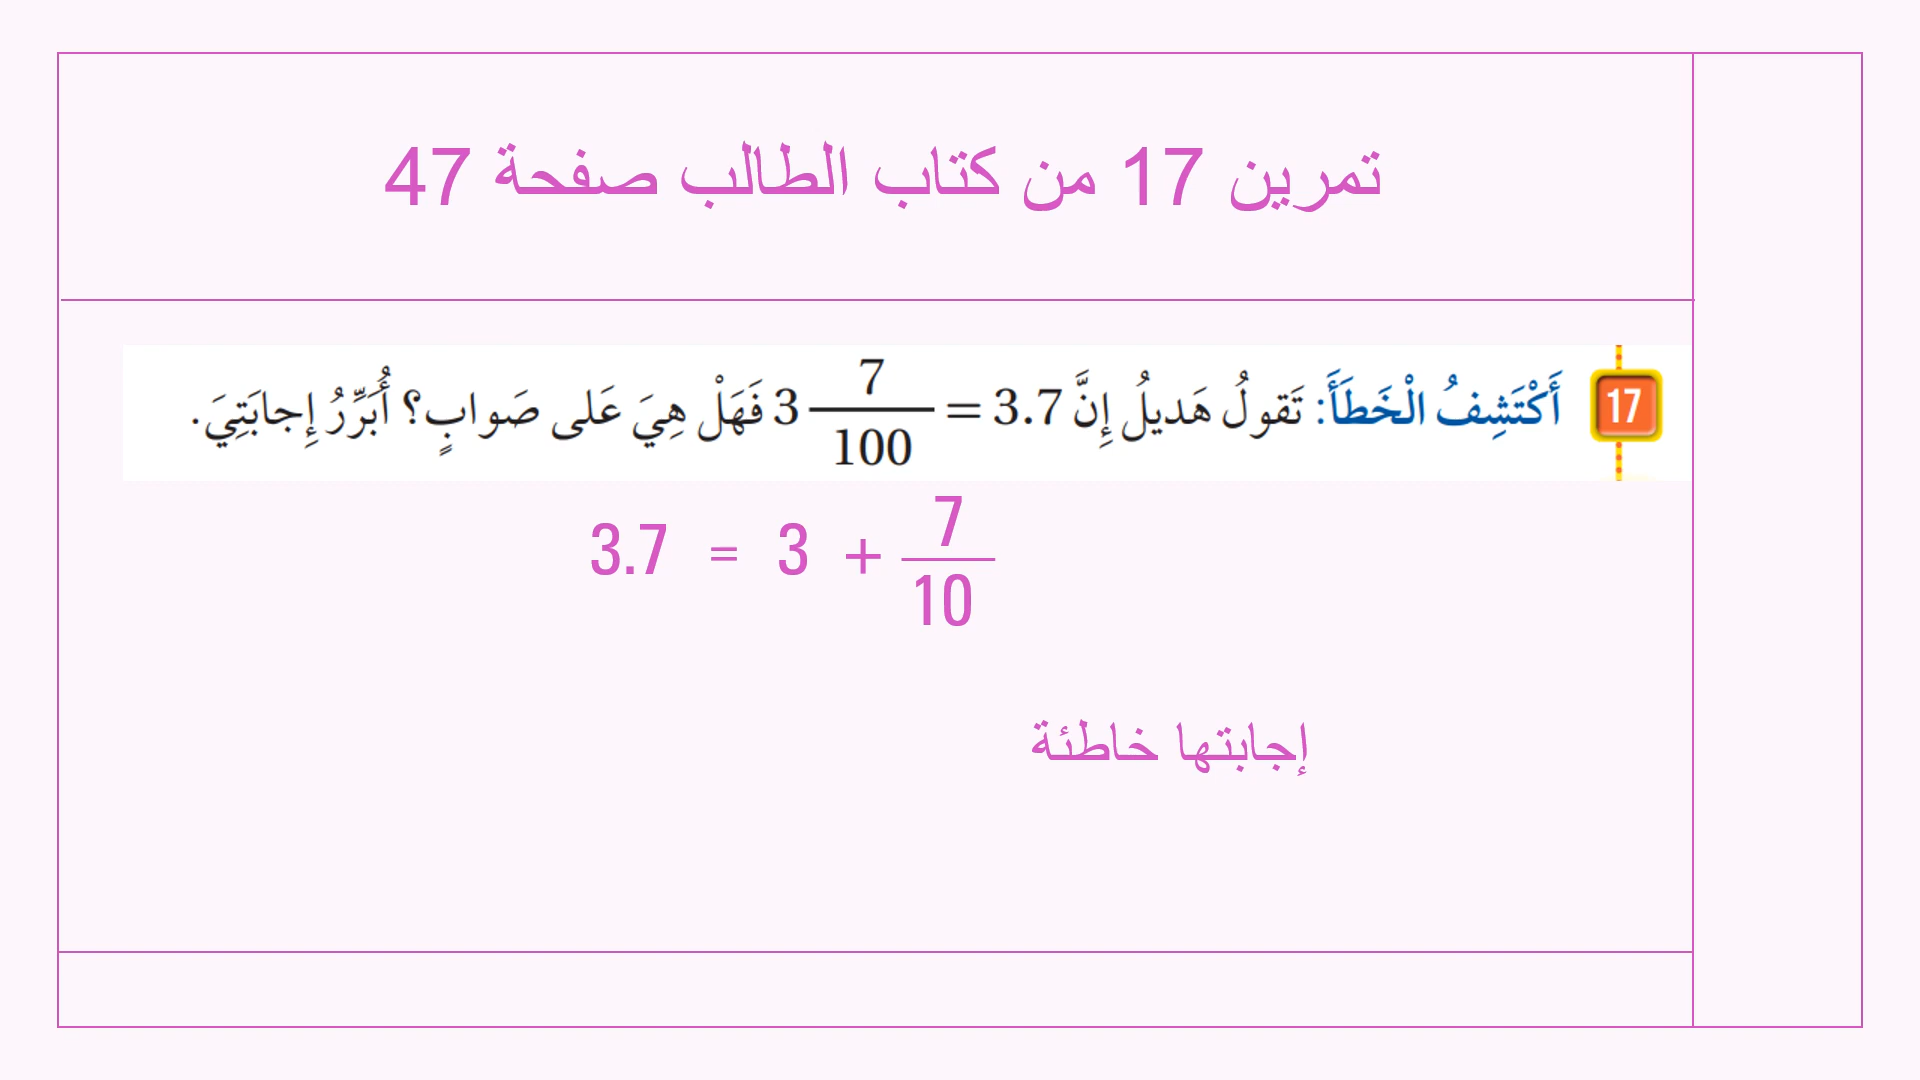 تمرين 17 من كتاب الطالب صفحة 47
17 أَكْتَشِفُ الْخَطَأَ: تَقولُ هَديلُ إِنَّ 3.7 = 3 7/100 فَهَلْ هِيَ عَلى صَوابٍ؟ أُبَرِّرُ إِجابَتِيَ.
3.7 = 3 + 7/10
إجابتها خاطئة